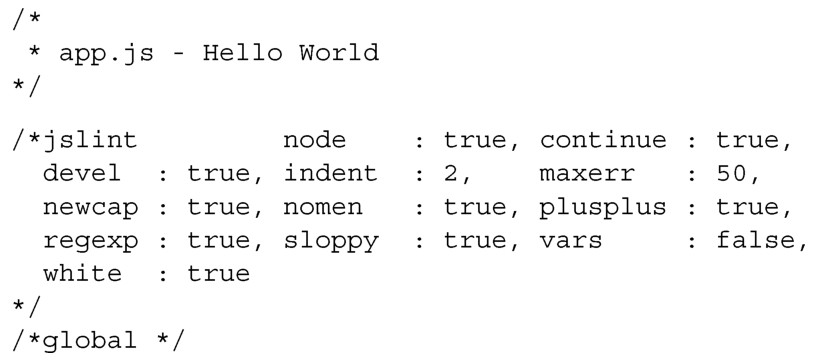 /*
 * app.js - Hello World
*/
/*jslint         node    : true, continue : true,
  devel  : true, indent  : 2,    maxerr   : 50,
  newcap : true, nomen   : true, plusplus : true,
  regexp : true, sloppy  : true, vars     : false,
  white  : true
*/
/*global */